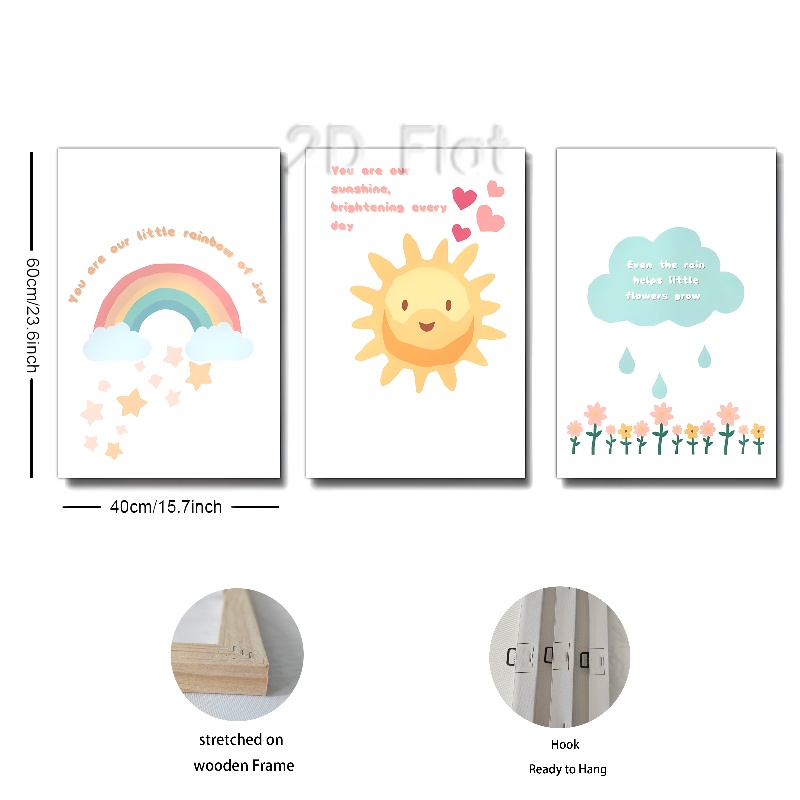 2D Flat
You are our little rainbow of joy
You are our
sunshine,
brightening every
day
Even the rain
helps little
flowers grow
60cm/23.6inch
40cm/15.7inch
stretched on
wooden Frame
Hook
Ready to Hang